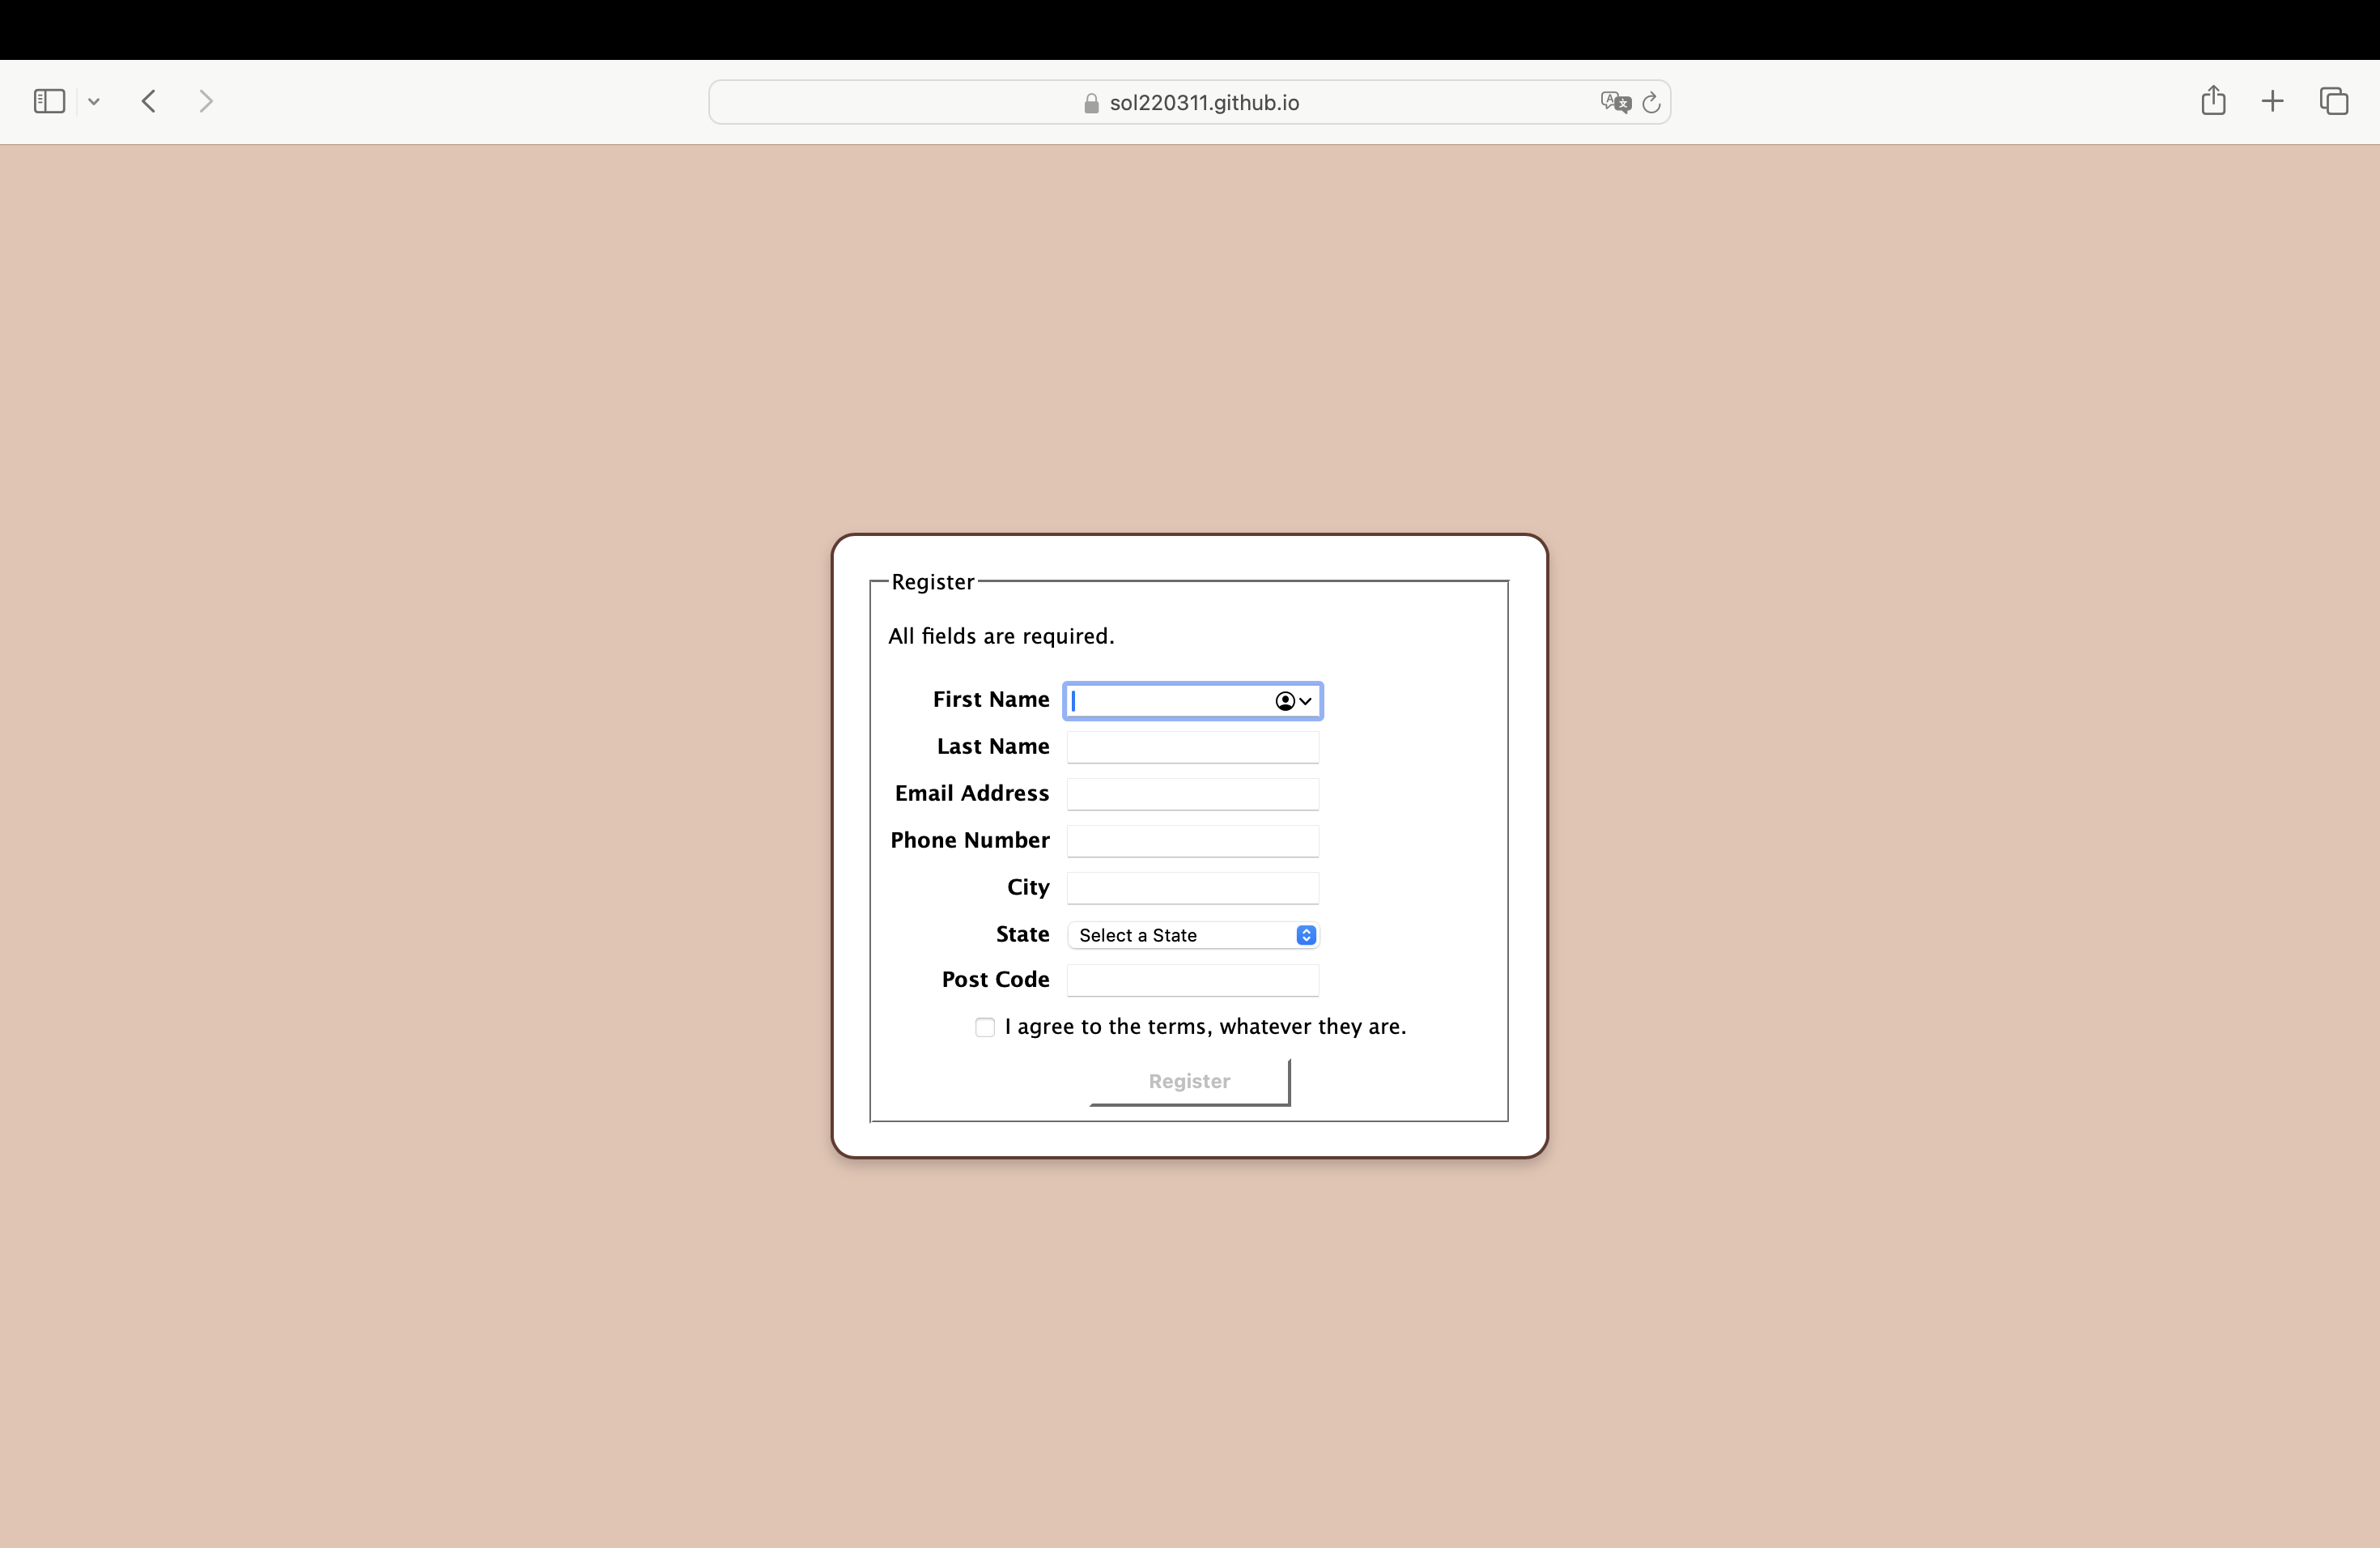 sol220311.github.io
Register
All fields are required.
First Name
Last Name
Email Address
Phone Number
City
State Select a State
Post Code
I agree to the terms, whatever they are.
Register